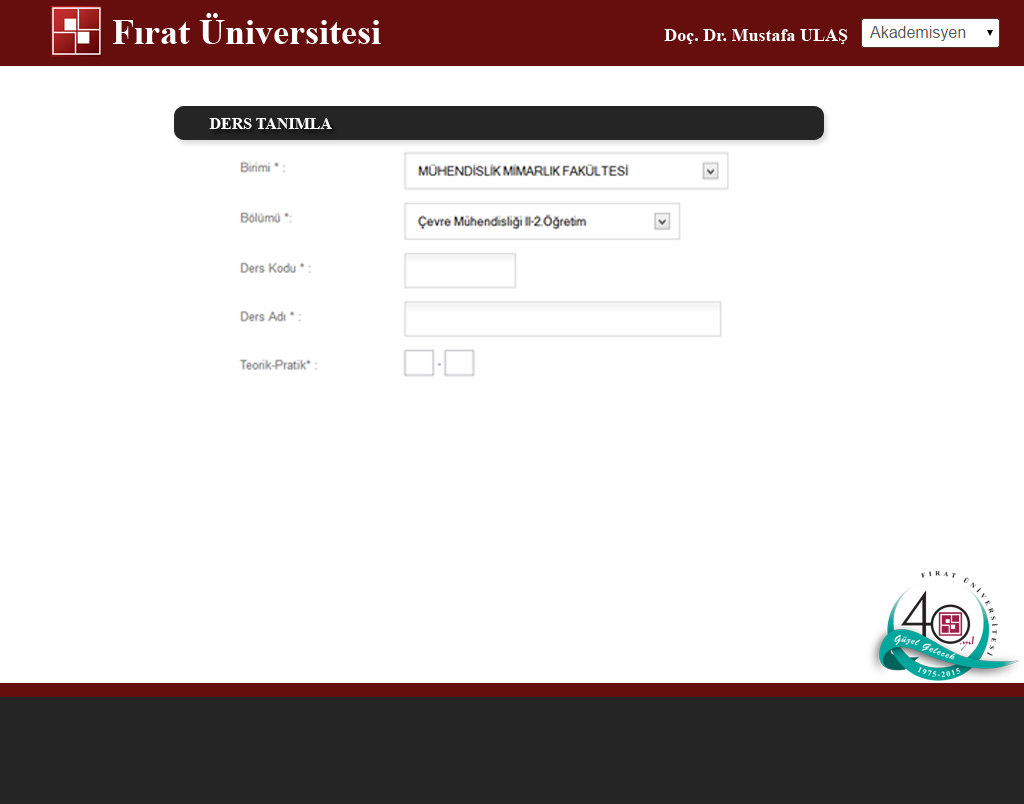 Fırat Üniversitesi
Doç. Dr. Mustafa ULAŞ
Akademisyen
DERS TANIMLA
Birimi * :
MÜHENDİSLİK MİMARLIK FAKÜLTESİ
Bölümü *:
Çevre Mühendisliği II-2.Öğretim
Ders Kodu * :
Ders Adı * :
Teorik-Pratik* :
-
FIRAT ÜNİVERSİTESİ
40
.yıl
Güzel Gelecek
1975-2015